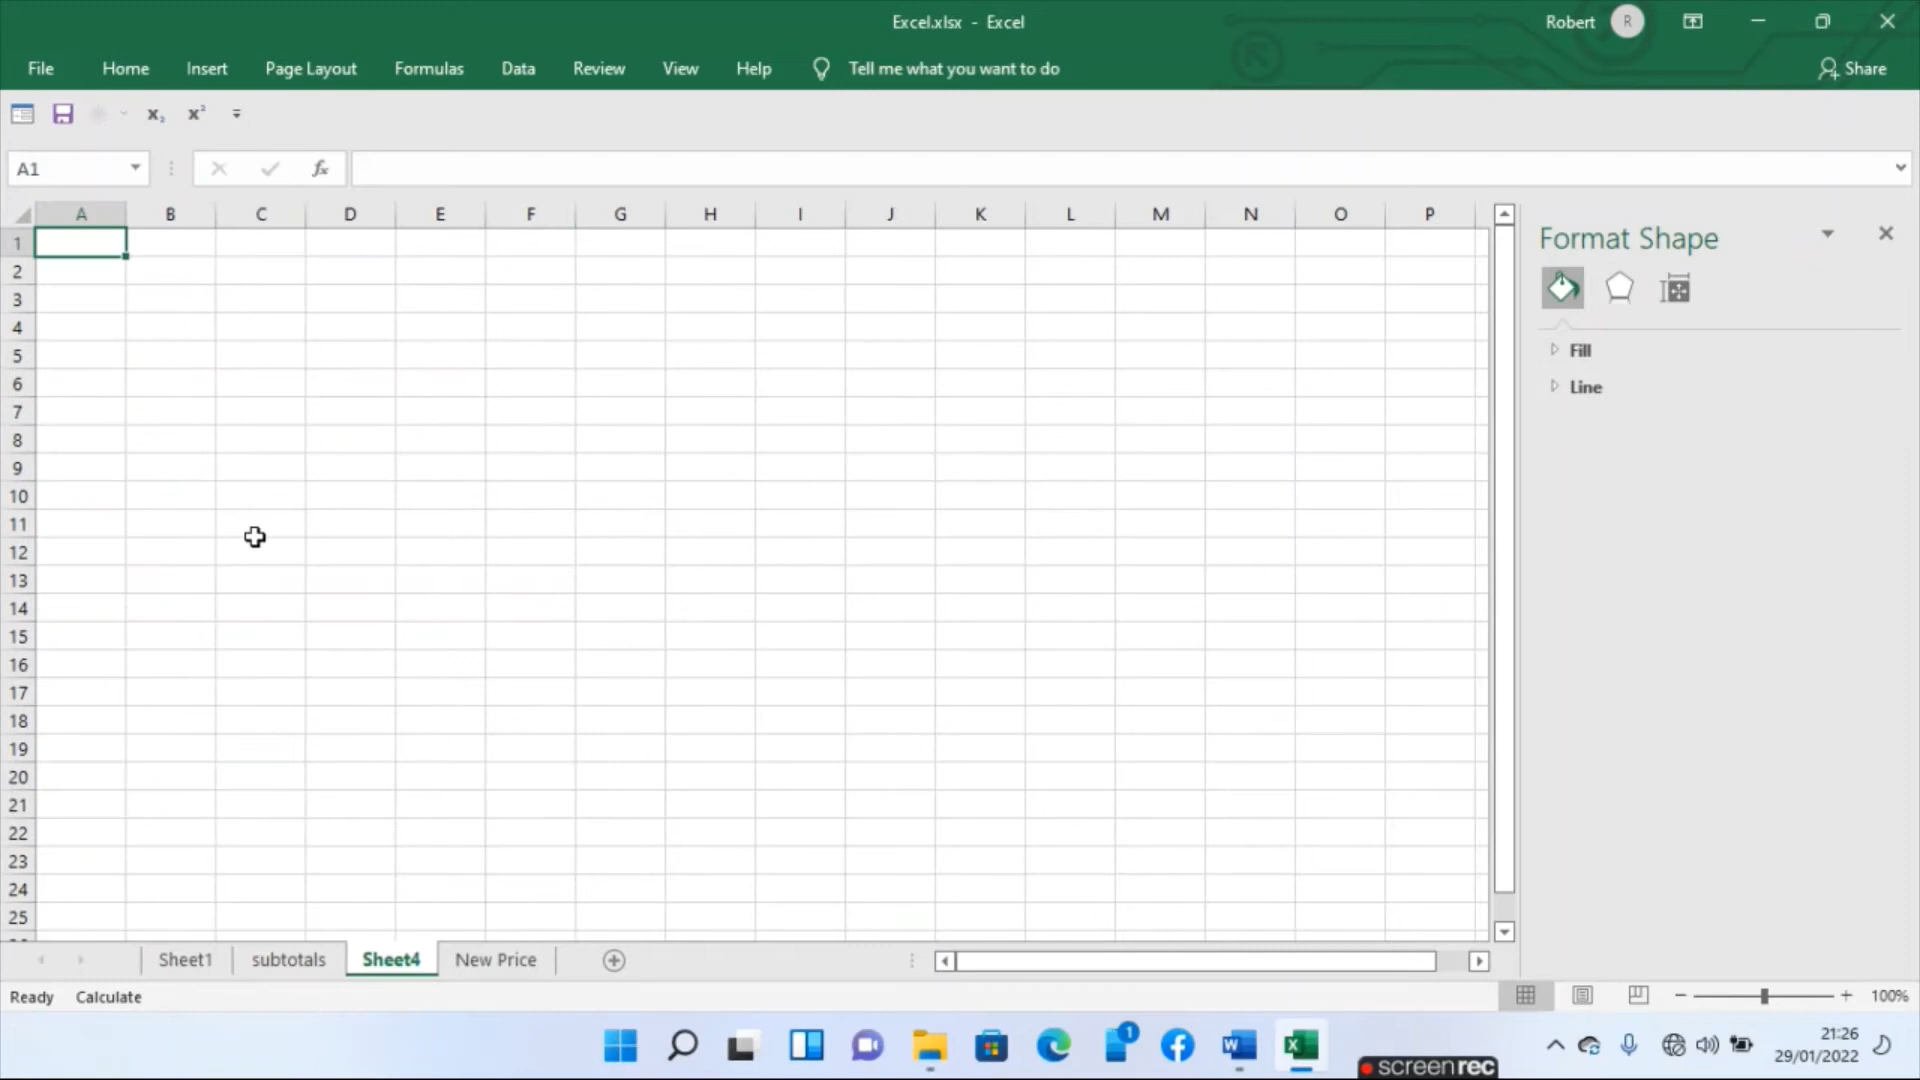 Excel.xlsx - Excel
Robert R
File Home Insert Page Layout Formulas Data Review View Help Tell me what you want to do Share
x₂ x²
A1 fx
A B C D E F G H I J K L M N O P
Format Shape
1
2
3
4
5
6
7
8
9
10
11
12
13
14
15
16
17
18
19
20
21
22
23
24
25
Fill
Line
Sheet1 subtotals Sheet4 New Price
Ready Calculate 100%
1
21:26
29/01/2022
screenrec